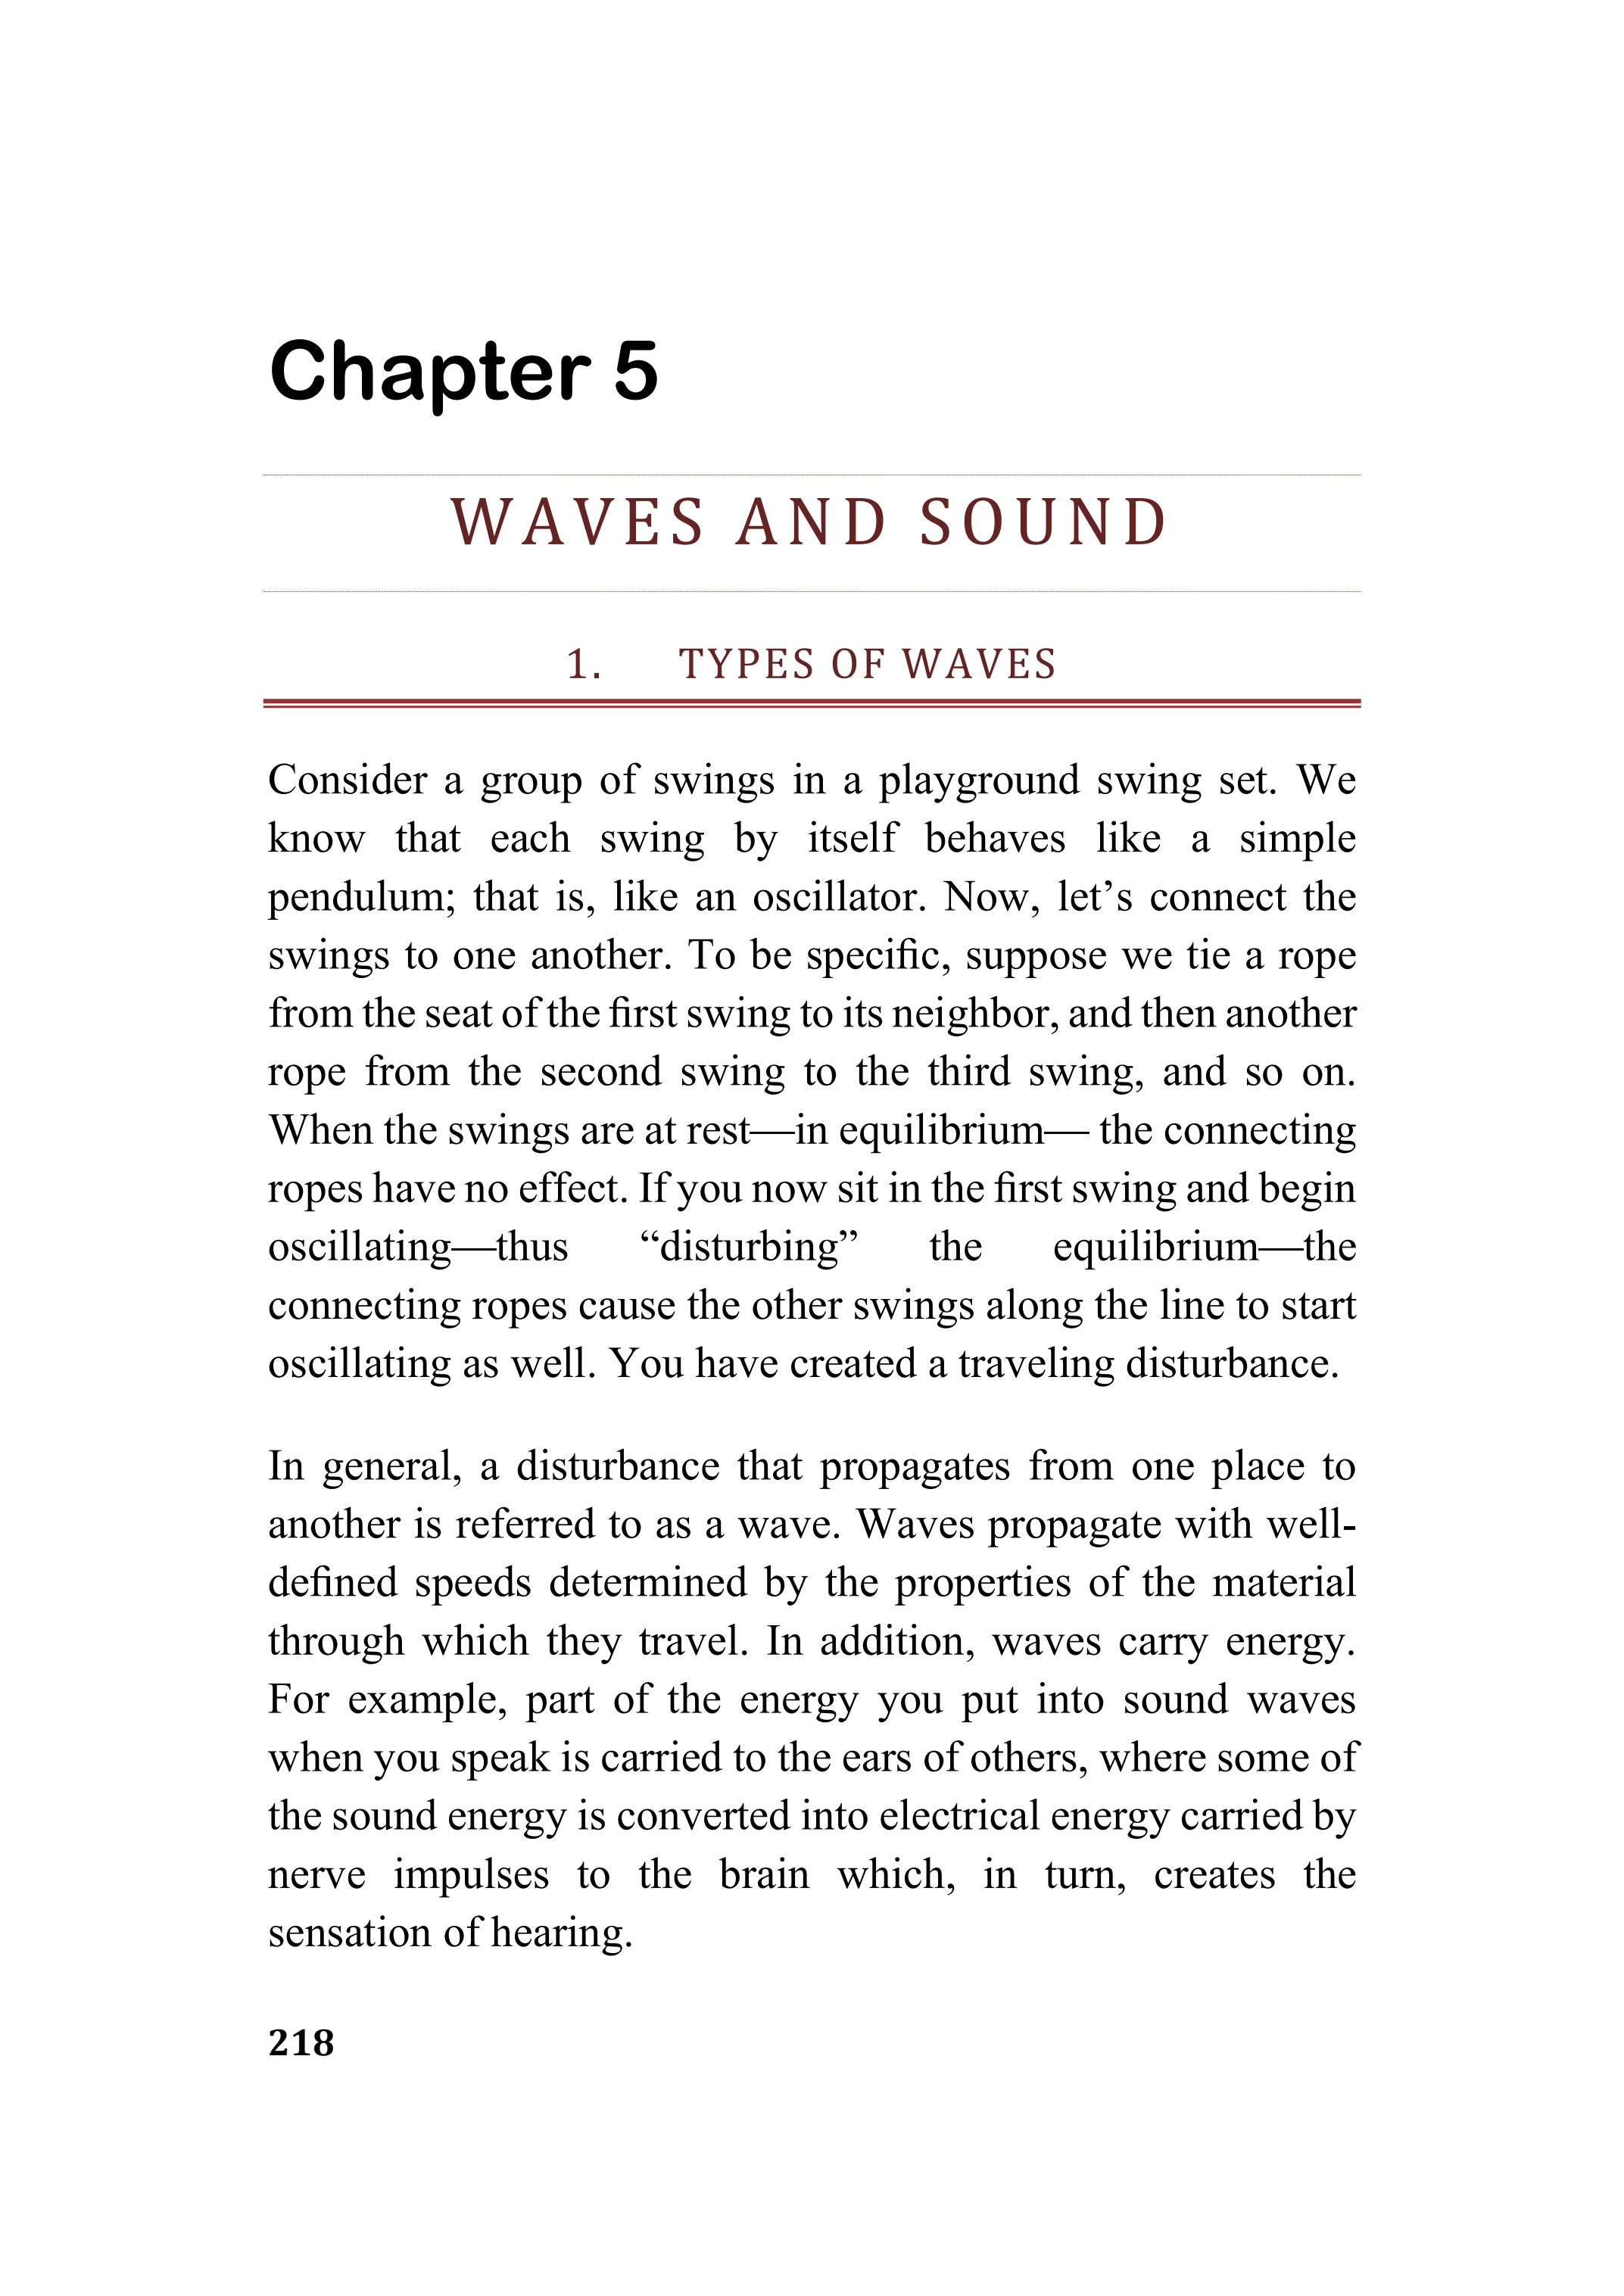 Chapter 5
WAVES AND SOUND
1. TYPES OF WAVES
Consider a group of swings in a playground swing set. We
know that each swing by itself behaves like a simple
pendulum; that is, like an oscillator. Now, let’s connect the
swings to one another. To be specific, suppose we tie a rope
from the seat of the first swing to its neighbor, and then another
rope from the second swing to the third swing, and so on.
When the swings are at rest—in equilibrium— the connecting
ropes have no effect. If you now sit in the first swing and begin
oscillating—thus “disturbing” the equilibrium—the
connecting ropes cause the other swings along the line to start
oscillating as well. You have created a traveling disturbance.
In general, a disturbance that propagates from one place to
another is referred to as a wave. Waves propagate with well-
defined speeds determined by the properties of the material
through which they travel. In addition, waves carry energy.
For example, part of the energy you put into sound waves
when you speak is carried to the ears of others, where some of
the sound energy is converted into electrical energy carried by
nerve impulses to the brain which, in turn, creates the
sensation of hearing.
218